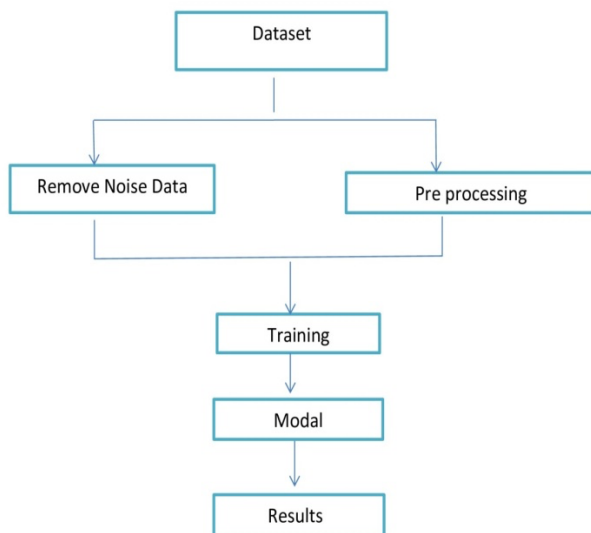 Dataset
Remove Noise Data
Pre processing
Training
Modal
Results